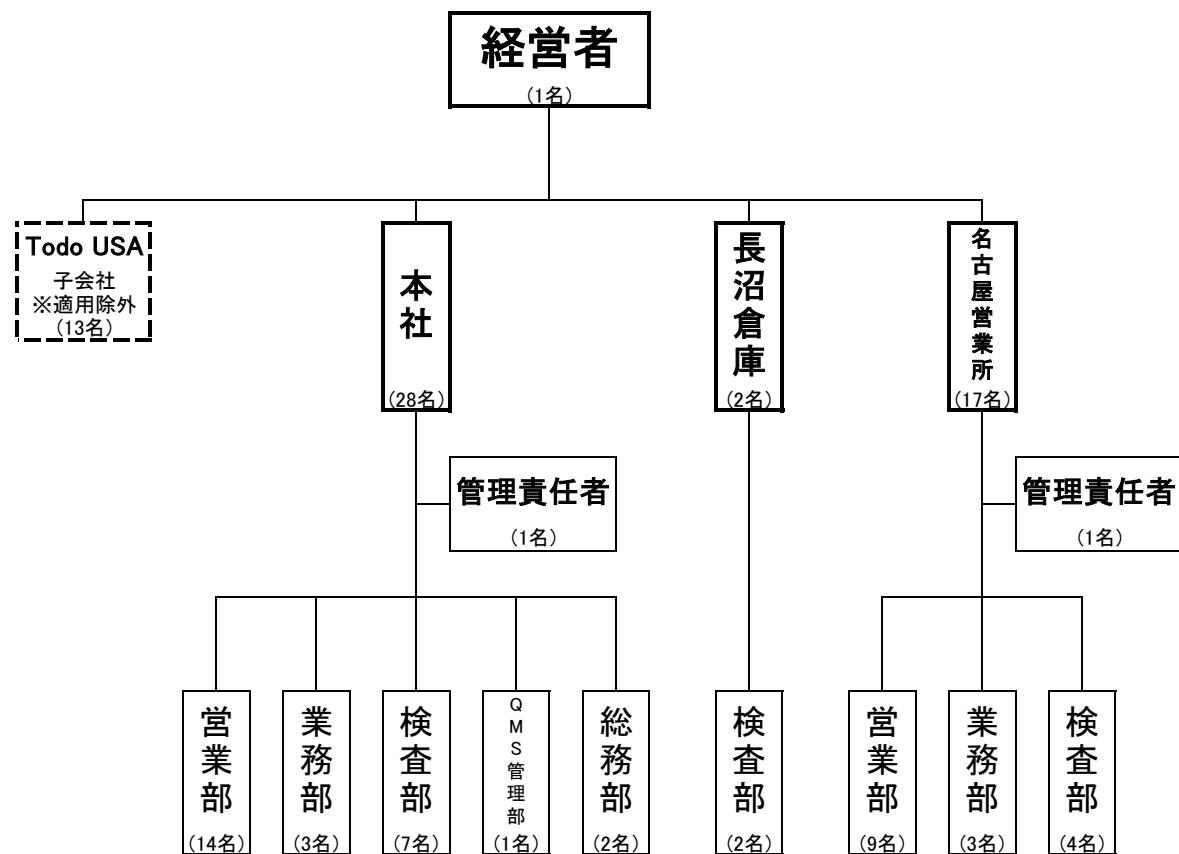 経営者
(1名)
Todo USA
子会社
※適用除外
(13名)
本社
(28名)
長沼倉庫
(2名)
名古屋営業所
(17名)
管理責任者
(1名)
管理責任者
(1名)
営業部
(14名)
業務部
(3名)
検査部
(7名)
QMS管理部
(1名)
総務部
(2名)
検査部
(2名)
営業部
(9名)
業務部
(3名)
検査部
(4名)